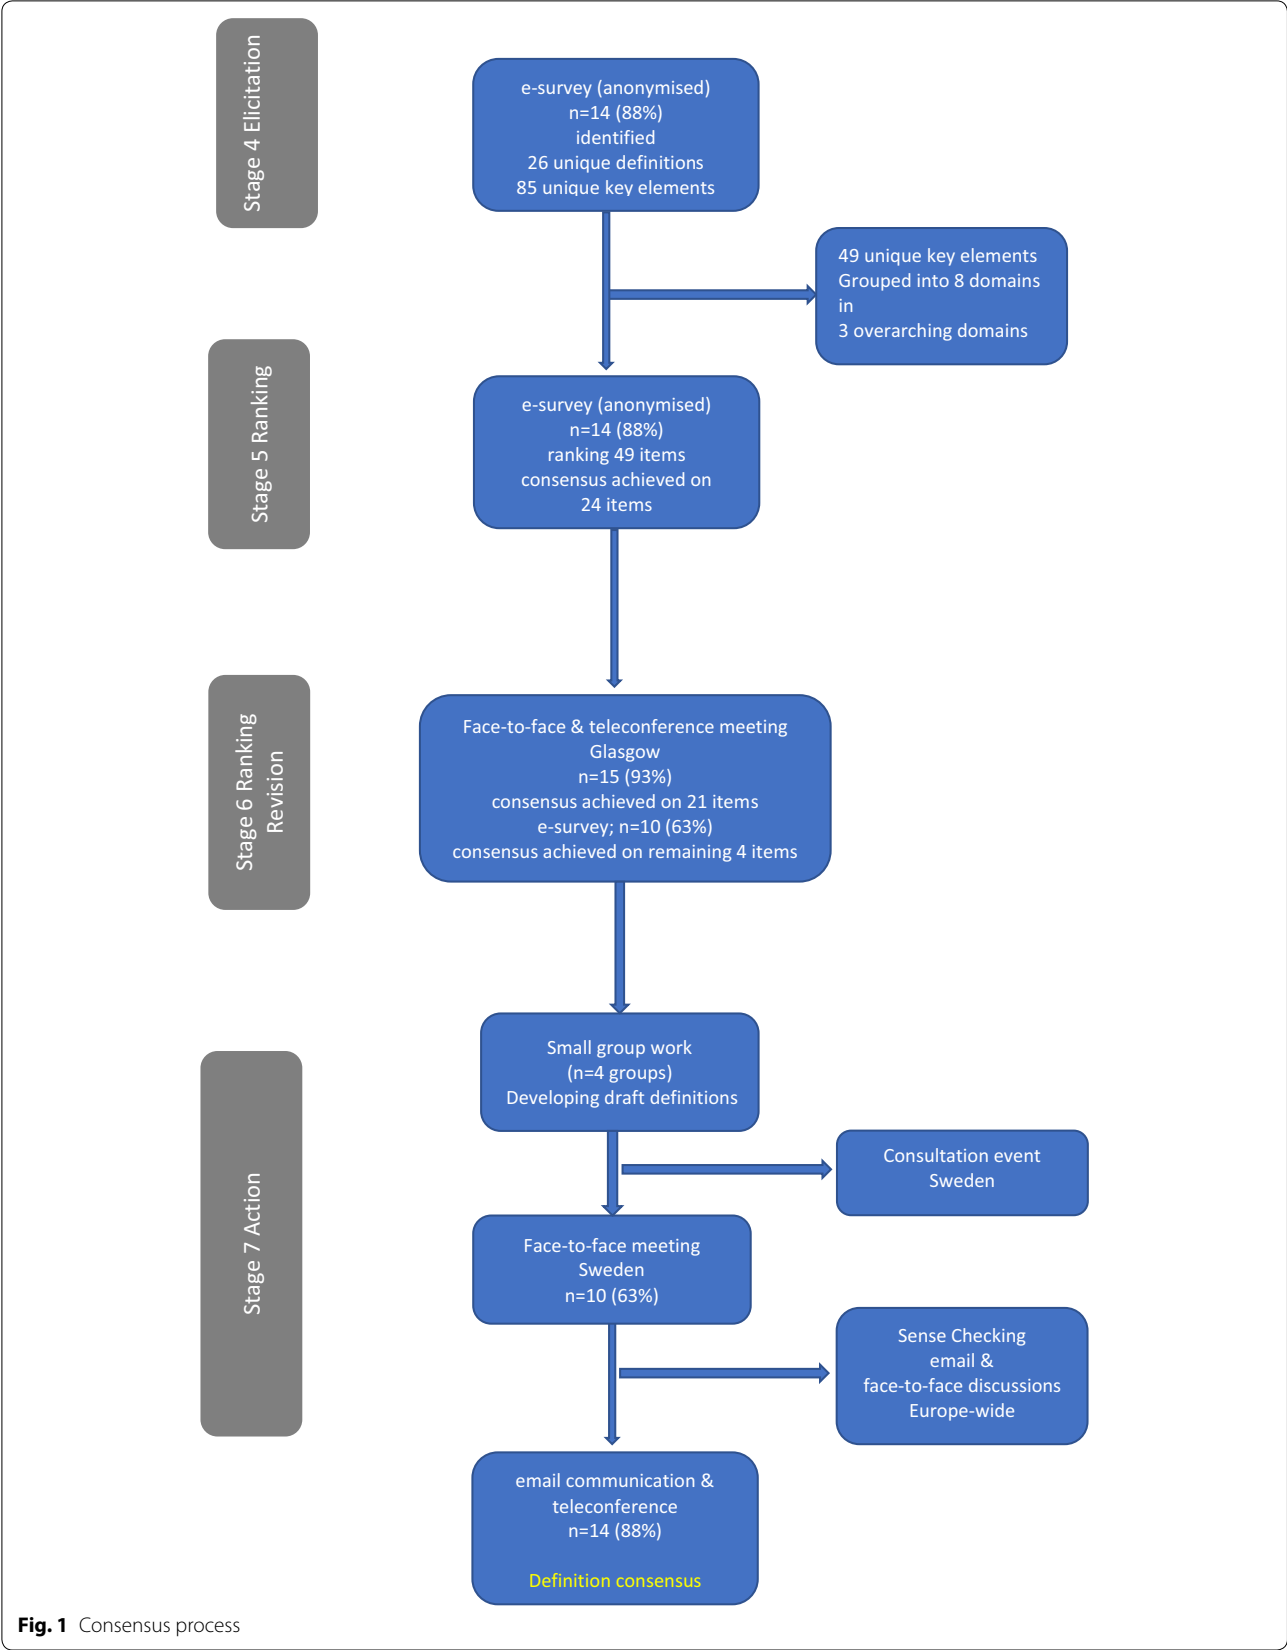 Stage 4 Elicitation
e-survey (anonymised)
n=14 (88%)
identified
26 unique definitions
85 unique key elements
49 unique key elements
Grouped into 8 domains
in
3 overarching domains
Stage 5 Ranking
e-survey (anonymised)
n=14 (88%)
ranking 49 items
consensus achieved on
24 items
Stage 6 Ranking
Revision
Face-to-face & teleconference meeting
Glasgow
n=15 (93%)
consensus achieved on 21 items
e-survey; n=10 (63%)
consensus achieved on remaining 4 items
Stage 7 Action
Small group work
(n=4 groups)
Developing draft definitions
Consultation event
Sweden
Face-to-face meeting
Sweden
n=10 (63%)
Sense Checking
email &
face-to-face discussions
Europe-wide
email communication &
teleconference
n=14 (88%)
Definition consensus
Fig. 1 Consensus process